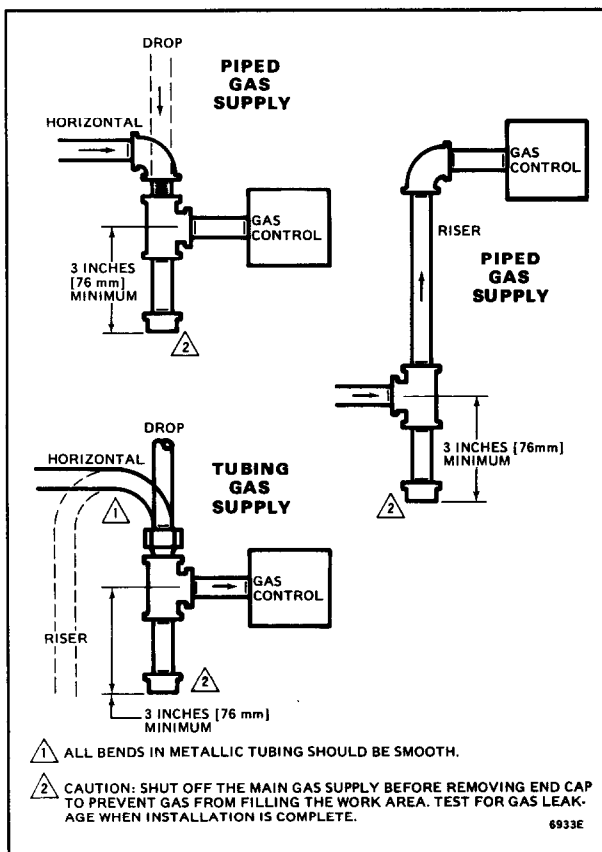 DROP
PIPED
GAS
SUPPLY
HORIZONTAL
GAS
CONTROL
3 INCHES
[76 mm]
MINIMUM
2
GAS
CONTROL
RISER
PIPED
GAS
SUPPLY
3 INCHES [76mm]
MINIMUM
2
DROP
HORIZONTAL
TUBING
GAS
SUPPLY
1
GAS
CONTROL
RISER
2
3 INCHES [76 mm]
MINIMUM
1 ALL BENDS IN METALLIC TUBING SHOULD BE SMOOTH.
2 CAUTION: SHUT OFF THE MAIN GAS SUPPLY BEFORE REMOVING END CAP
TO PREVENT GAS FROM FILLING THE WORK AREA. TEST FOR GAS LEAK-
AGE WHEN INSTALLATION IS COMPLETE.
6933E